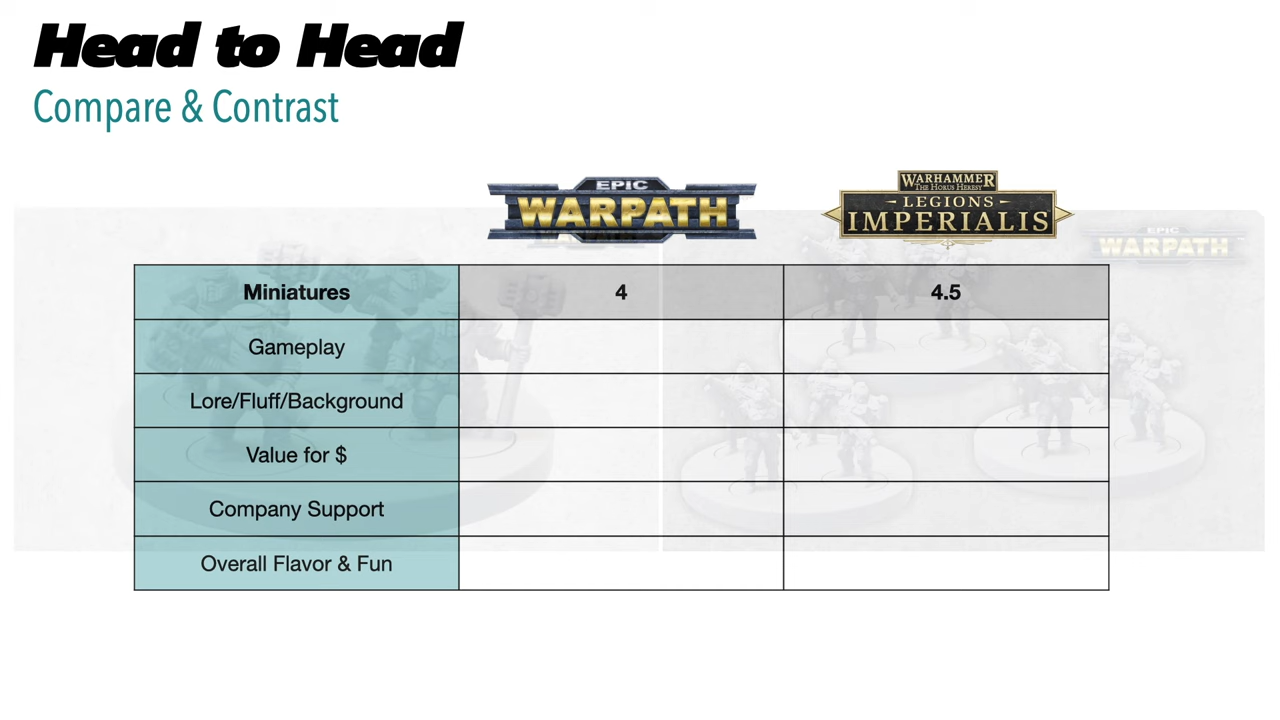 Head to Head
Compare & Contrast
EPIC
WARPATH
WARHAMMER
THE HORUS HERESY
LEGIONS
IMPERIALIS
EPIC
WARPATH
Miniatures 4 4.5
Gameplay
Lore/Fluff/Background
Value for $
Company Support
Overall Flavor & Fun